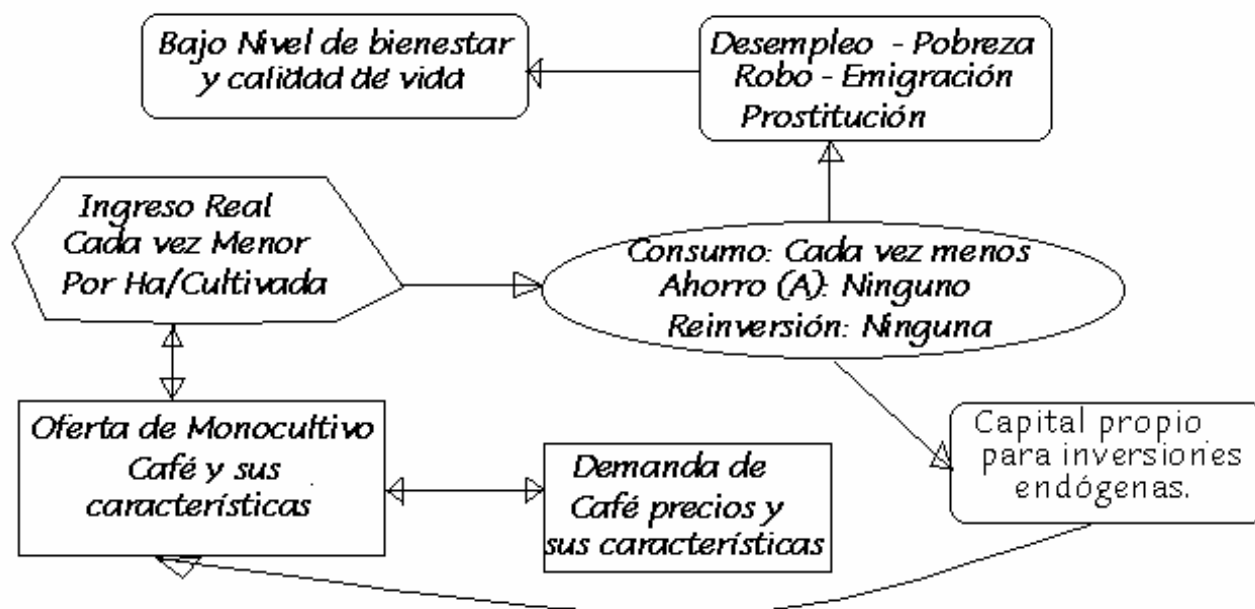 Bajo Nivel de bienestar
y calidad de vida
Desempleo - Pobreza
Robo - Emigración
Prostitución
Ingreso Real
Cada vez Menor
Por Ha/Cultivada
Consumo: Cada vez menos
Ahorro (A): Ninguno
Reinversión: Ninguna
Oferta de Monocultivo
Café y sus
características
Demanda de
Café precios y
sus características
Capital propio
para inversiones
endógenas.